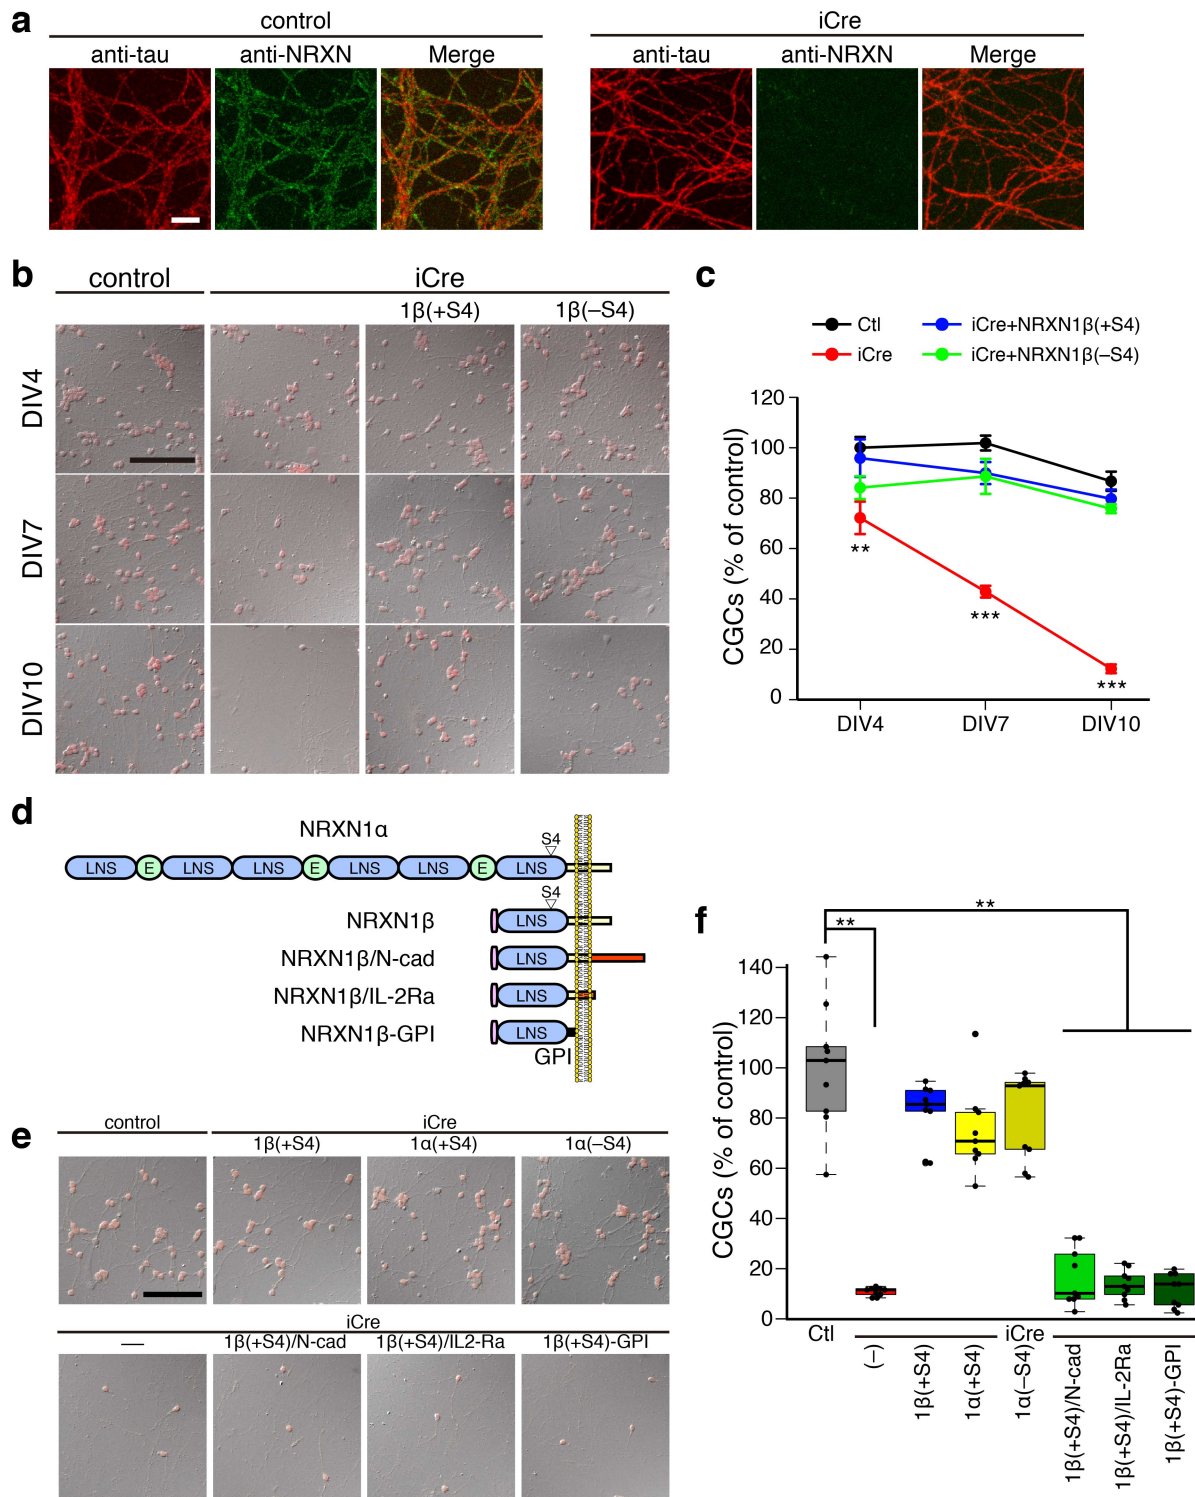 a
control
iCre
anti-tau anti-NRXN Merge
anti-tau anti-NRXN Merge
b
control
iCre
1β(+S4) 1β(–S4)
DIV4
DIV7
DIV10
c
Ctl
iCre+NRXN1β(+S4)
iCre
iCre+NRXN1β(–S4)
CGCs (% of control)
120
100
80
60
40
20
0
**
***
***
DIV4 DIV7 DIV10
d
NRXN1α
S4
LNS E LNS LNS E LNS LNS E LNS
S4
NRXN1β LNS
NRXN1β/N-cad LNS
NRXN1β/IL-2Ra LNS
NRXN1β-GPI LNS
GPI
e
control
iCre
1β(+S4) 1α(+S4) 1α(–S4)
iCre
— 1β(+S4)/N-cad 1β(+S4)/IL2-Ra 1β(+S4)-GPI
f
**
**
CGCs (% of control)
140
120
100
80
60
40
20
0
Ctl
iCre
(–)
1β(+S4)
1α(+S4)
1α(–S4)
1β(+S4)/N-cad
1β(+S4)/IL-2Ra
1β(+S4)-GPI